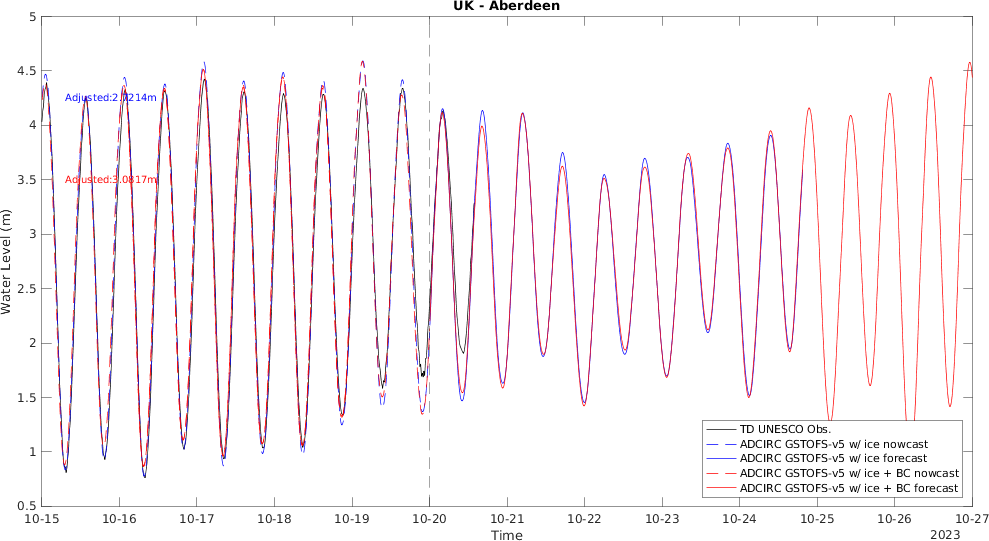 UK - Aberdeen
5
4.5
4
3.5
3
2.5
2
1.5
1
0.5
Water Level (m)
Adjusted:2.7214m
Adjusted:3.0817m
TD UNESCO Obs.
ADCIRC GSTOFS-v5 w/ ice nowcast
ADCIRC GSTOFS-v5 w/ ice forecast
ADCIRC GSTOFS-v5 w/ ice + BC nowcast
ADCIRC GSTOFS-v5 w/ ice + BC forecast
10-15 10-16 10-17 10-18 10-19 10-20 10-21 10-22 10-23 10-24 10-25 10-26 10-27
Time
2023